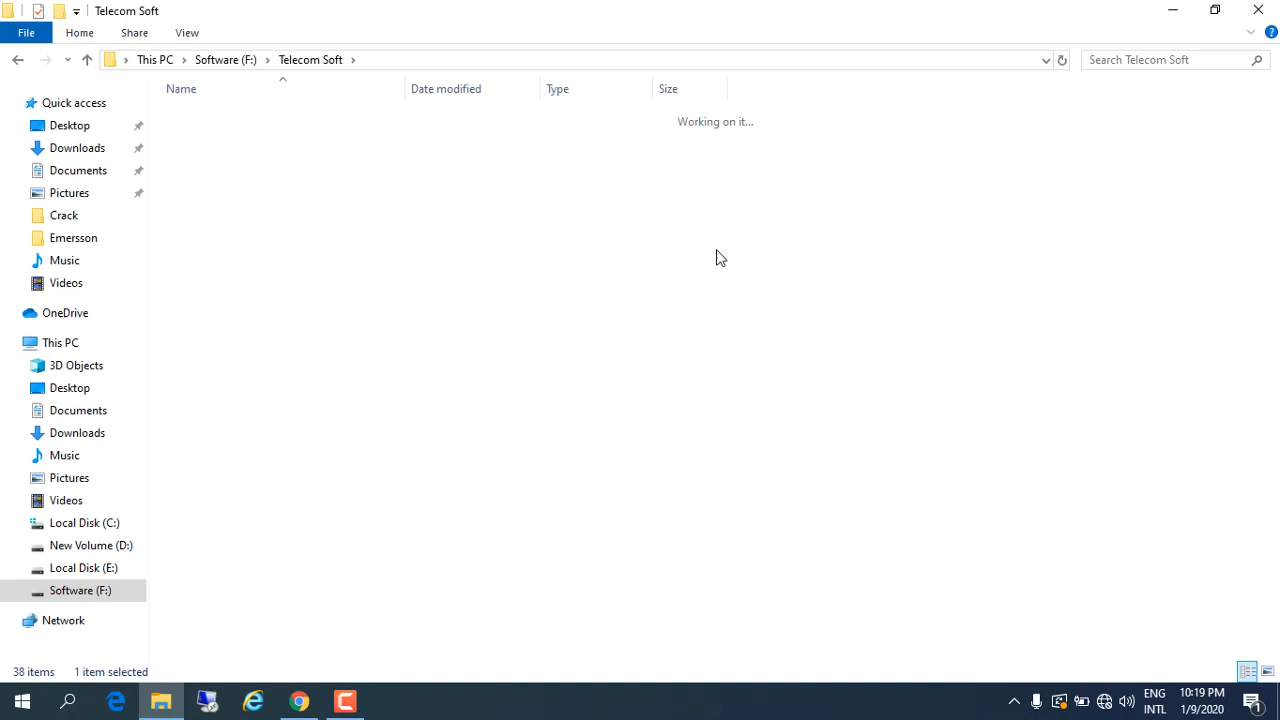 Telecom Soft
File Home Share View
This PC Software (F:) Telecom Soft
Search Telecom Soft
Name Date modified Type Size
Working on it...
Quick access
Desktop
Downloads
Documents
Pictures
Crack
Emersson
Music
Videos
OneDrive
This PC
3D Objects
Desktop
Documents
Downloads
Music
Pictures
Videos
Local Disk (C:)
New Volume (D:)
Local Disk (E:)
Software (F:)
Network
38 items 1 item selected
ENG 10:19 PM
INTL 1/9/2020
1